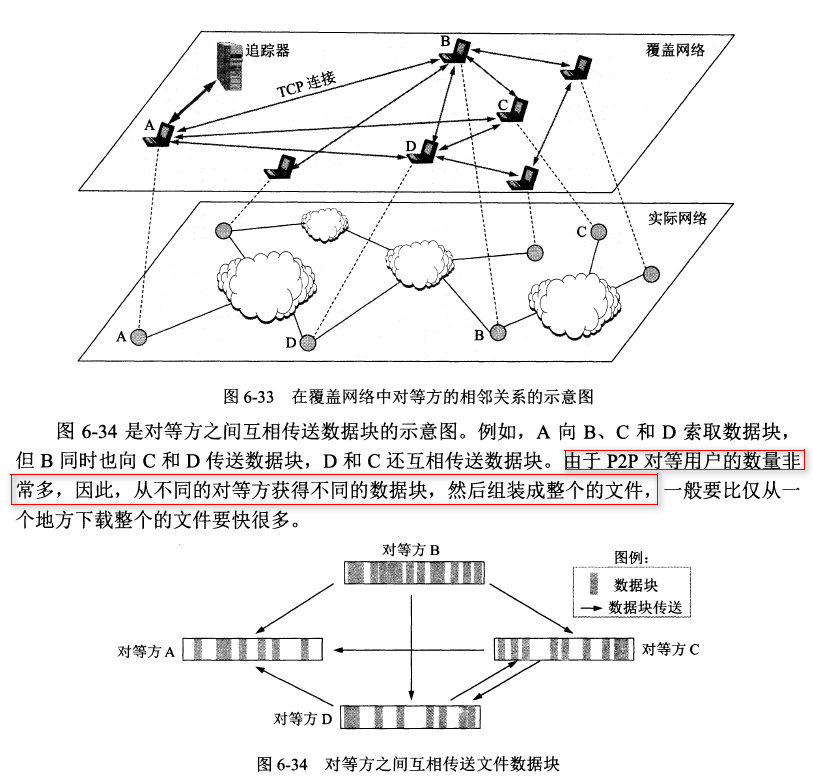 追踪器
B
覆盖网络
TCP 连接
C
A
D
实际网络
C
A
D
B
图 6-33 在覆盖网络中对等方的相邻关系的示意图
图 6-34 是对等方之间互相传送数据块的示意图。例如，A 向 B、C 和 D 索取数据块，
但 B 同时也向 C 和 D 传送数据块，D 和 C 还互相传送数据块。由于 P2P 对等用户的数量非
常多，因此，从不同的对等方获得不同的数据块，然后组装成整个的文件，一般要比仅从一
个地方下载整个的文件要快很多。
对等方 B
图例：
数据块
数据块传送
对等方 A
对等方 C
对等方 D
图 6-34 对等方之间互相传送文件数据块